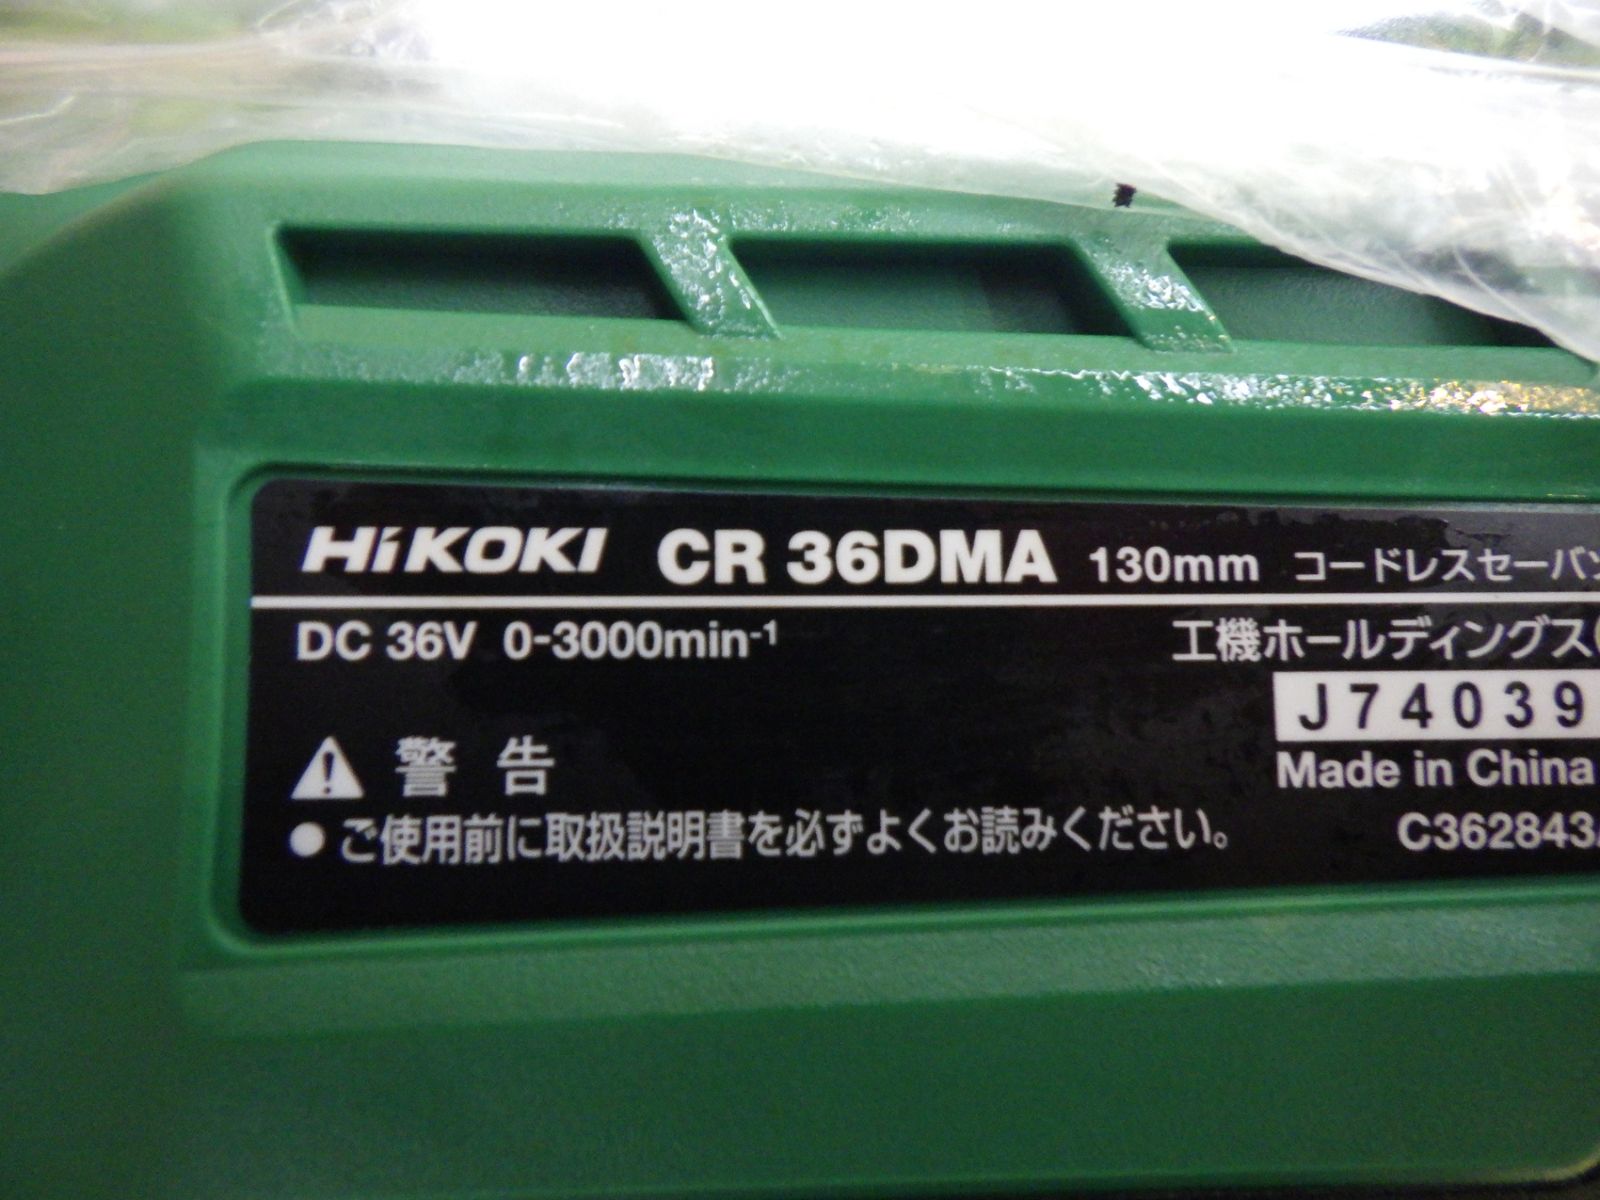 HiKOKI CR 36DMA 130mm コードレスセーバソ
DC 36V 0-3000min-1
工機ホールディングス(
J74039
Made in China
警告
● ご使用前に取扱説明書を必ずよくお読みください。
C362843